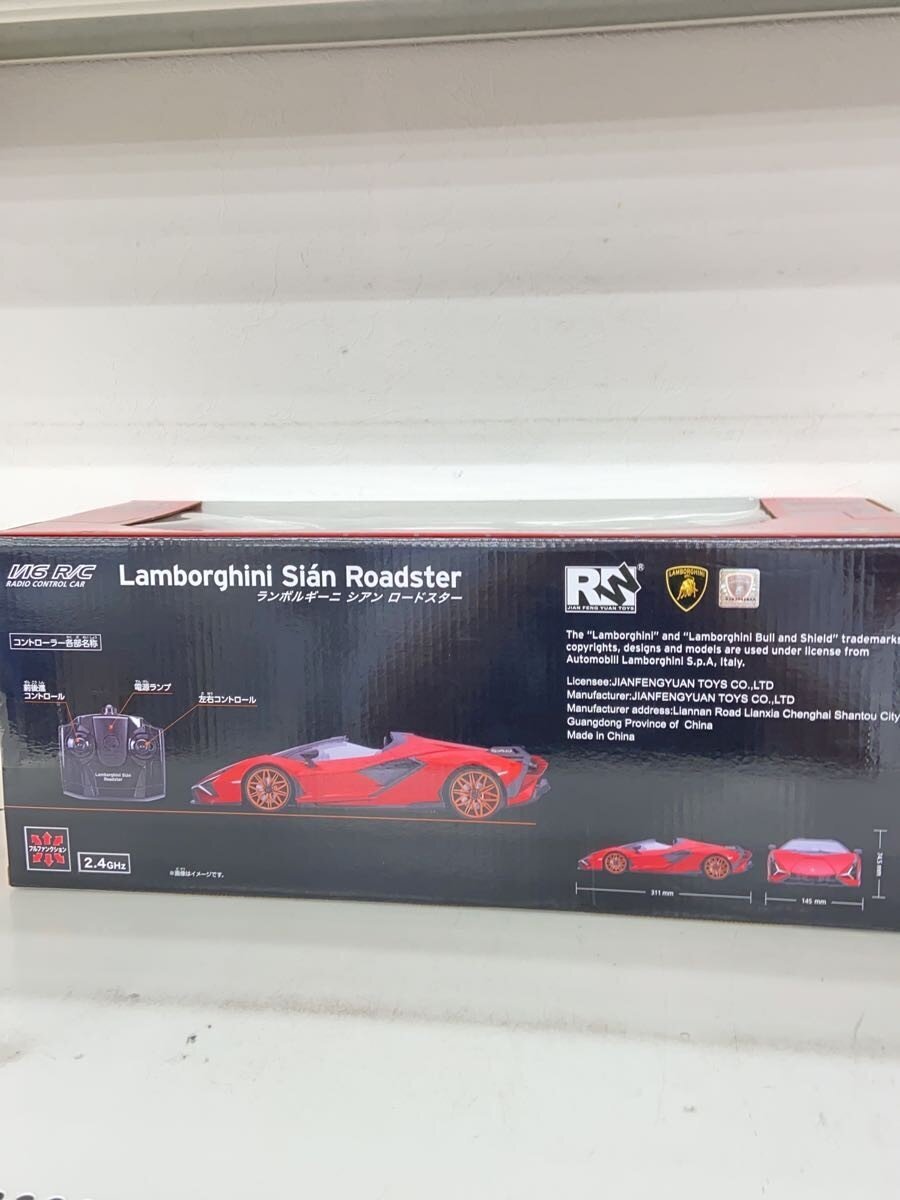 1/16 R/C
RADIO CONTROL CAR
Lamborghini Sián Roadster
ランボルギーニ シアン ロードスター
コントローラー各部名称
前後進
コントロール
電源ランプ
左右コントロール
Lamborghini Sián
Roadster
フルファンクション
2.4GHz
※画像はイメージです。
RW®
JIAN FENG YUAN TOYS
LAMBORGHINI
The "Lamborghini" and "Lamborghini Bull and Shield" trademarks
copyrights, designs and models are used under license from
Automobili Lamborghini S.p.A, Italy.
Licensee:JIANFENGYUAN TOYS CO.,LTD
Manufacturer:JIANFENGYUAN TOYS CO.,LTD
Manufacturer address:Liannan Road Lianxia Chenghai Shantou City
Guangdong Province of China
Made in China
311 mm
145 mm
74.5 mm